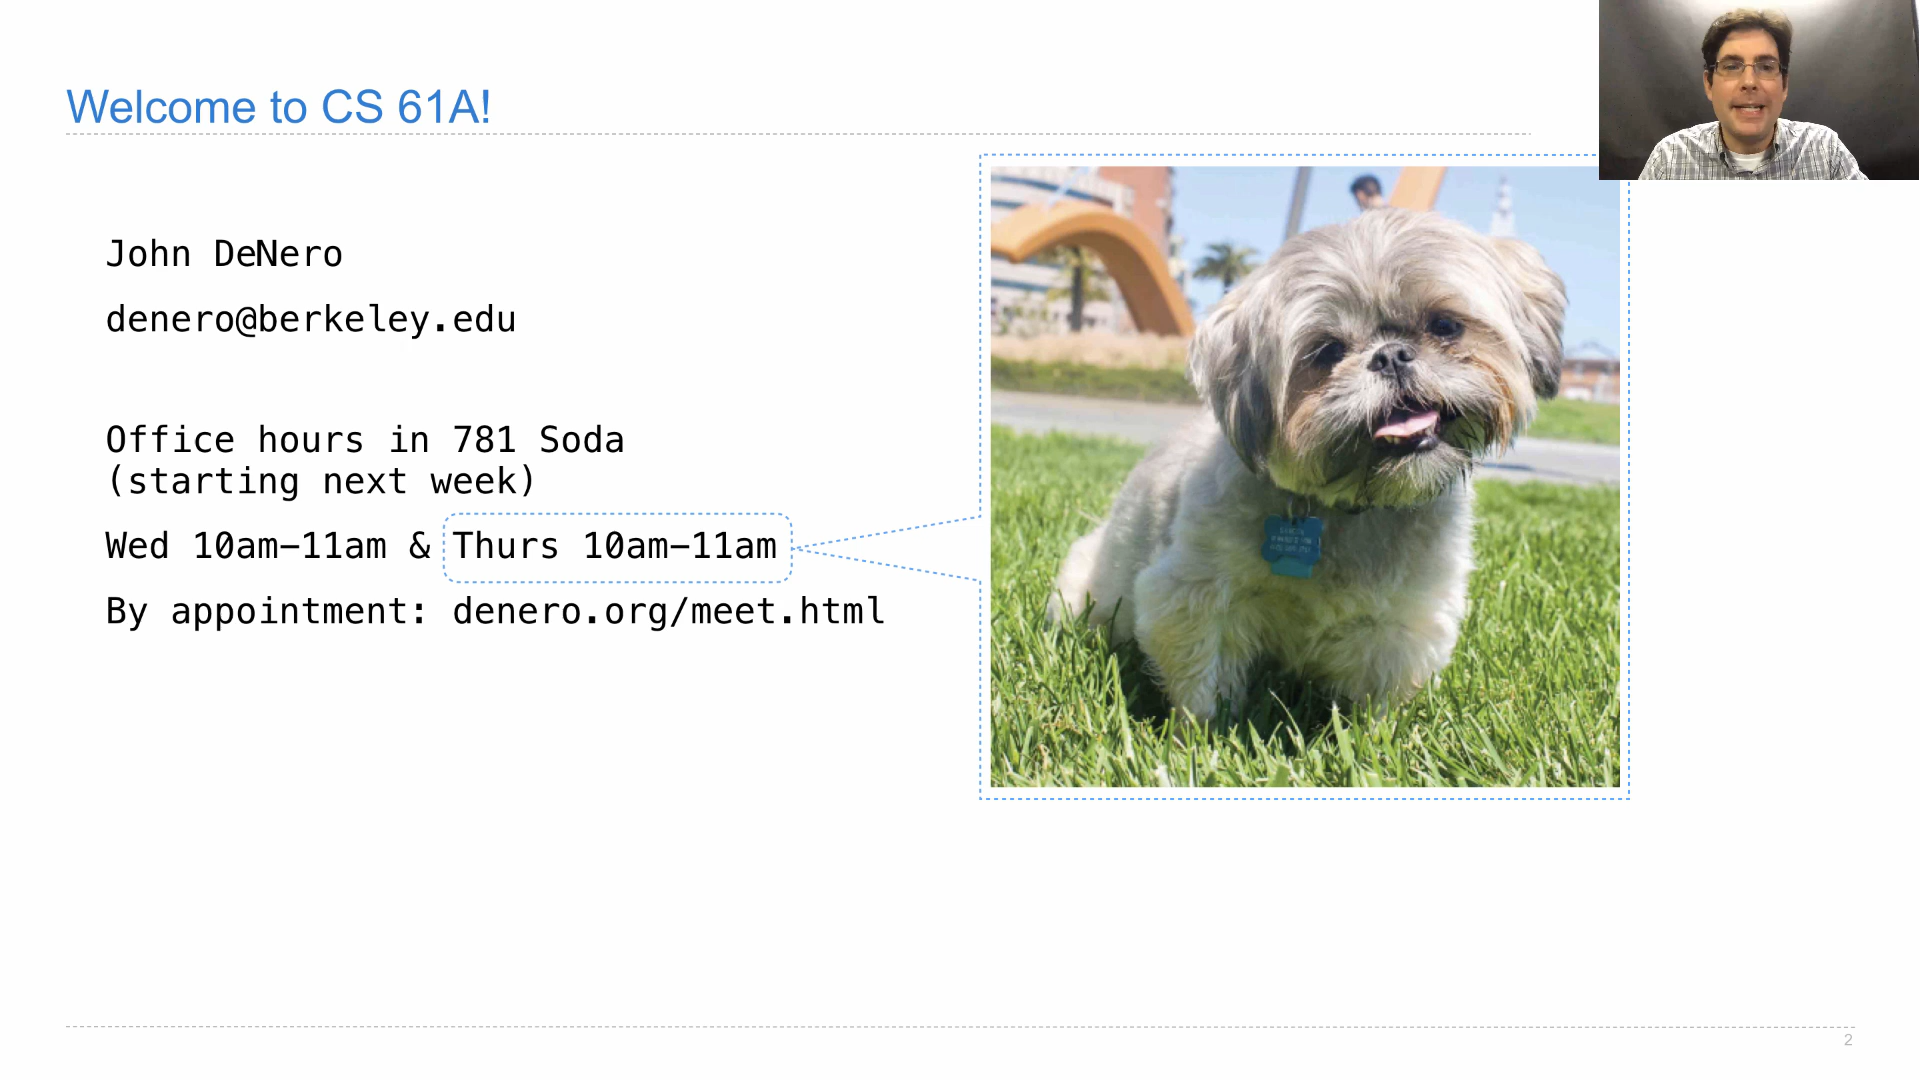 Welcome to CS 61A!
John DeNero
denero@berkeley.edu
Office hours in 781 Soda
(starting next week)
Wed 10am–11am & Thurs 10am–11am
By appointment: denero.org/meet.html
2